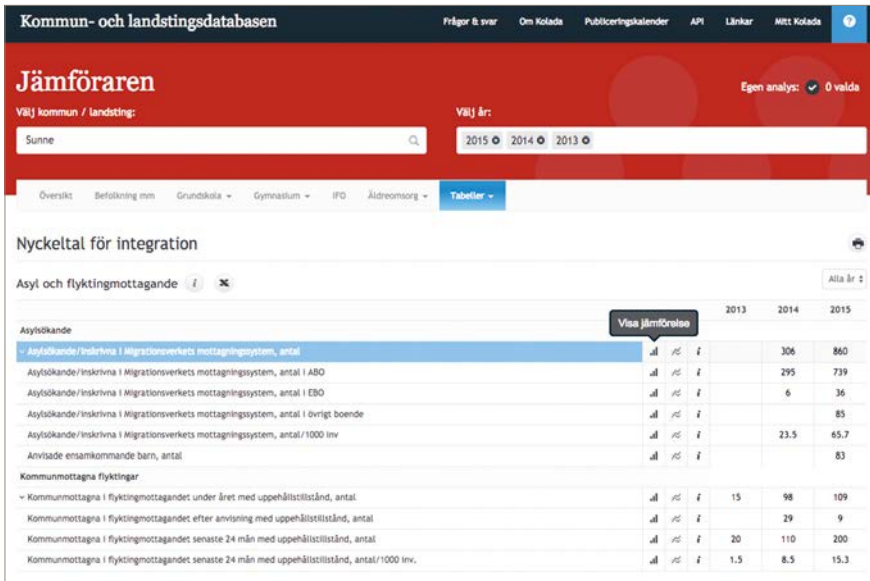 Kommun- och landstingsdatabasen Frågor & svar Om Kolada Publiceringskalender API Länkar Mitt Kolada ?
Jämföraren
Egen analys: 0 valda
Välj kommun / landsting: Välj år:
Sunne 2015 2014 2013
Översikt Befolkning mm Grundskola Gymnasium IFO Äldreomsorg Tabeller
Nyckeltal för integration
Asyl och flyktingmottagande i Alla år
2013 2014 2015
Visa jämförelse
Asylsökande
Asylsökande/inskrivna i Migrationsverkets mottagningssystem, antal i 306 860
Asylsökande/inskrivna i Migrationsverkets mottagningssystem, antal i ABO i 295 739
Asylsökande/inskrivna i Migrationsverkets mottagningssystem, antal i EBO i 6 36
Asylsökande/inskrivna i Migrationsverkets mottagningssystem, antal i övrigt boende i 85
Asylsökande/inskrivna i Migrationsverkets mottagningssystem, antal/1000 inv i 23.5 65.7
Anvisade ensamkommande barn, antal i 83
Kommunmottagna flyktingar
Kommunmottagna i flyktingmottagandet under året med uppehållstillstånd, antal i 15 98 109
Kommunmottagna i flyktingmottagandet efter anvisning med uppehållstillstånd, antal i 29 9
Kommunmottagna i flyktingmottagandet senaste 24 mån med uppehållstillstånd, antal i 20 110 200
Kommunmottagna i flyktingmottagandet senaste 24 mån med uppehållstillstånd, antal/1000 inv. i 1.5 8.5 15.3